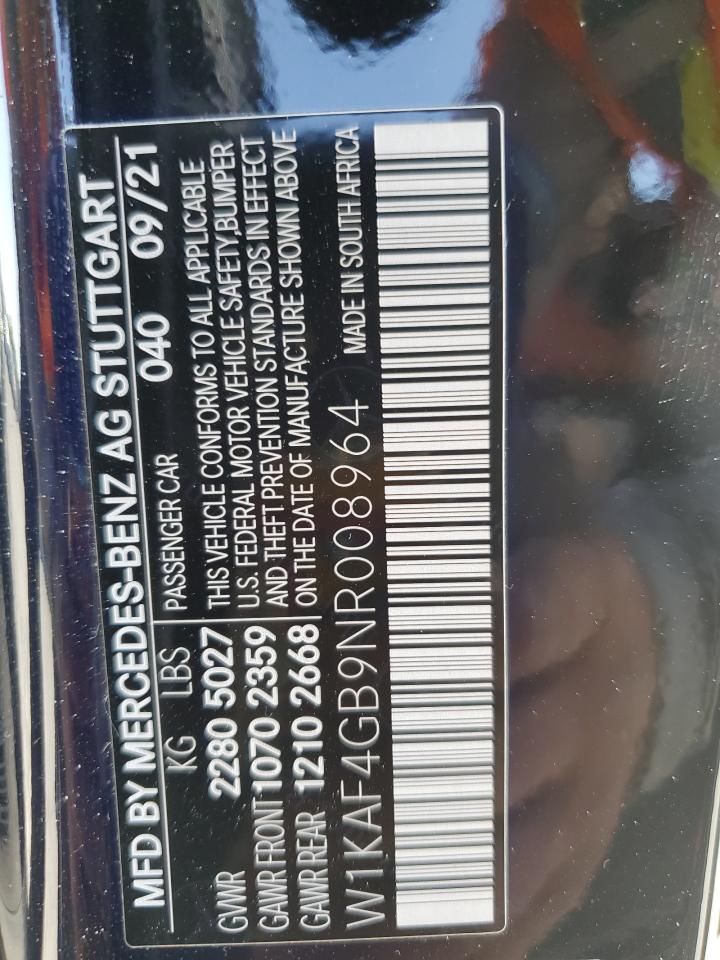 MFD BY MERCEDES-BENZ AG STUTTGART
KG LBS 040 09/21
GVWR 2280 5027 PASSENGER CAR
GAWR FRONT 1070 2359 THIS VEHICLE CONFORMS TO ALL APPLICABLE
GAWR REAR 1210 2668 U.S. FEDERAL MOTOR VEHICLE SAFETY,BUMPER
AND THEFT PREVENTION STANDARDS IN EFFECT
ON THE DATE OF MANUFACTURE SHOWN ABOVE
W1KAF4GB9NR008964 MADE IN SOUTH AFRICA